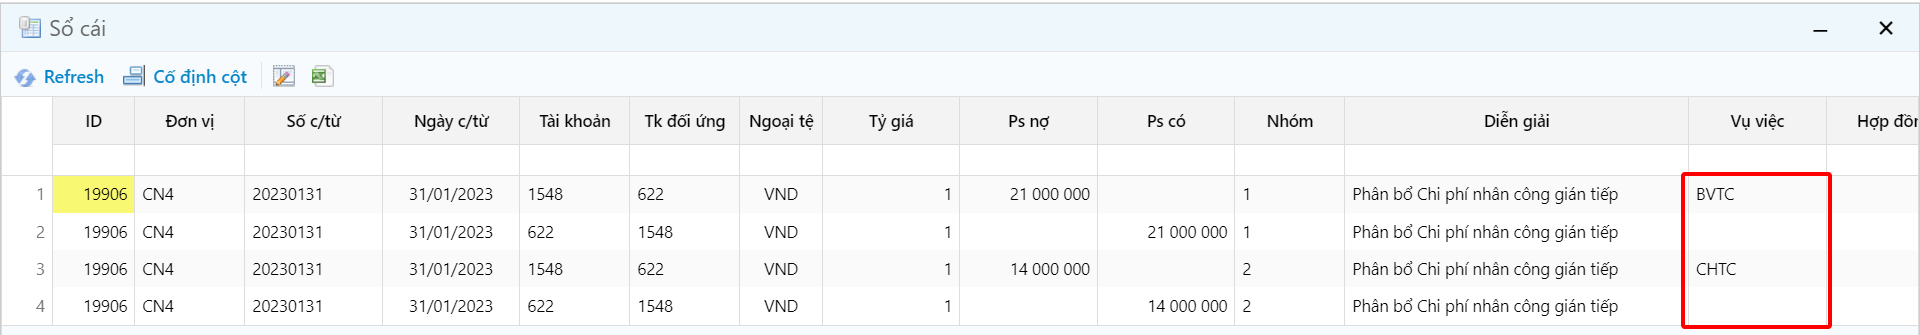 Sổ cái
Refresh Cố định cột
ID Đơn vị Số c/từ Ngày c/từ Tài khoản Tk đối ứng Ngoại tệ Tỷ giá Ps nợ Ps có Nhóm Diễn giải Vụ việc Hợp đồn
1 19906 CN4 20230131 31/01/2023 1548 622 VND 1 21 000 000 1 Phân bổ Chi phí nhân công gián tiếp BVTC
2 19906 CN4 20230131 31/01/2023 622 1548 VND 1 21 000 000 1 Phân bổ Chi phí nhân công gián tiếp
3 19906 CN4 20230131 31/01/2023 1548 622 VND 1 14 000 000 2 Phân bổ Chi phí nhân công gián tiếp CHTC
4 19906 CN4 20230131 31/01/2023 622 1548 VND 1 14 000 000 2 Phân bổ Chi phí nhân công gián tiếp